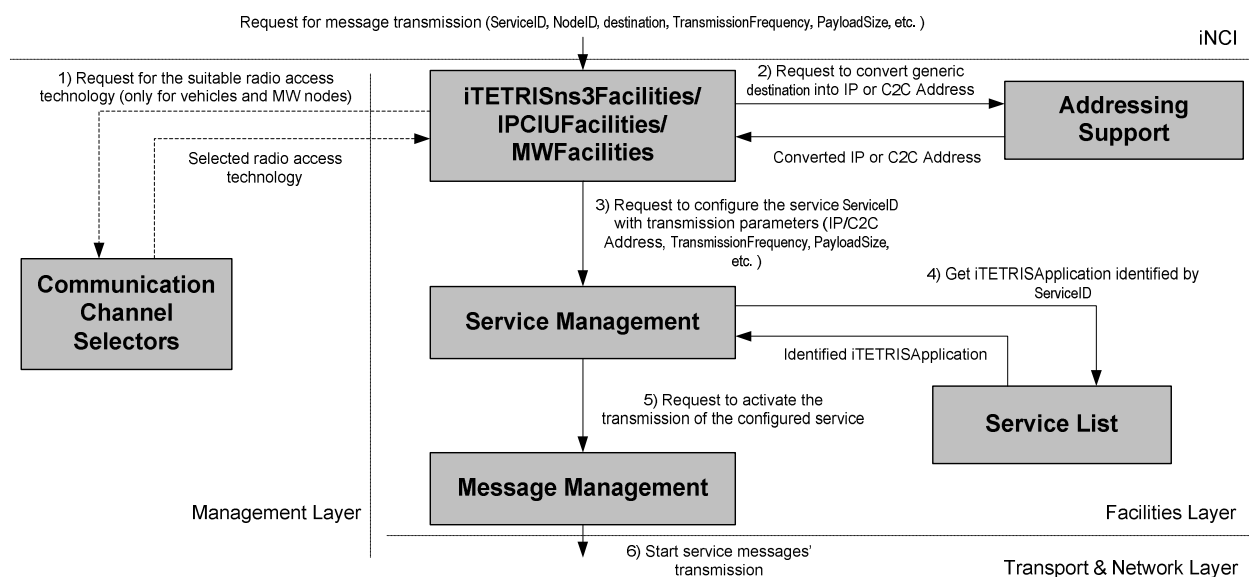 Request for message transmission (ServiceID, NodeID, destination, TransmissionFrequency, PayloadSize, etc. )
iNCI
1) Request for the suitable radio access
technology (only for vehicles and MW nodes)
iTETRISns3Facilities/
IPCIUFacilities/
MWFacilities
2) Request to convert generic
destination into IP or C2C Address
Addressing
Support
Selected radio access
technology
Converted IP or C2C Address
3) Request to configure the service ServiceID
with transmission parameters (IP/C2C
Address, TransmissionFrequency, PayloadSize,
etc. )
Communication
Channel
Selectors
Service Management
4) Get iTETRISApplication identified by
ServiceID
Identified iTETRISApplication
5) Request to activate the
transmission of the configured service
Service List
Message Management
Management Layer
Facilities Layer
6) Start service messages’
transmission
Transport & Network Layer